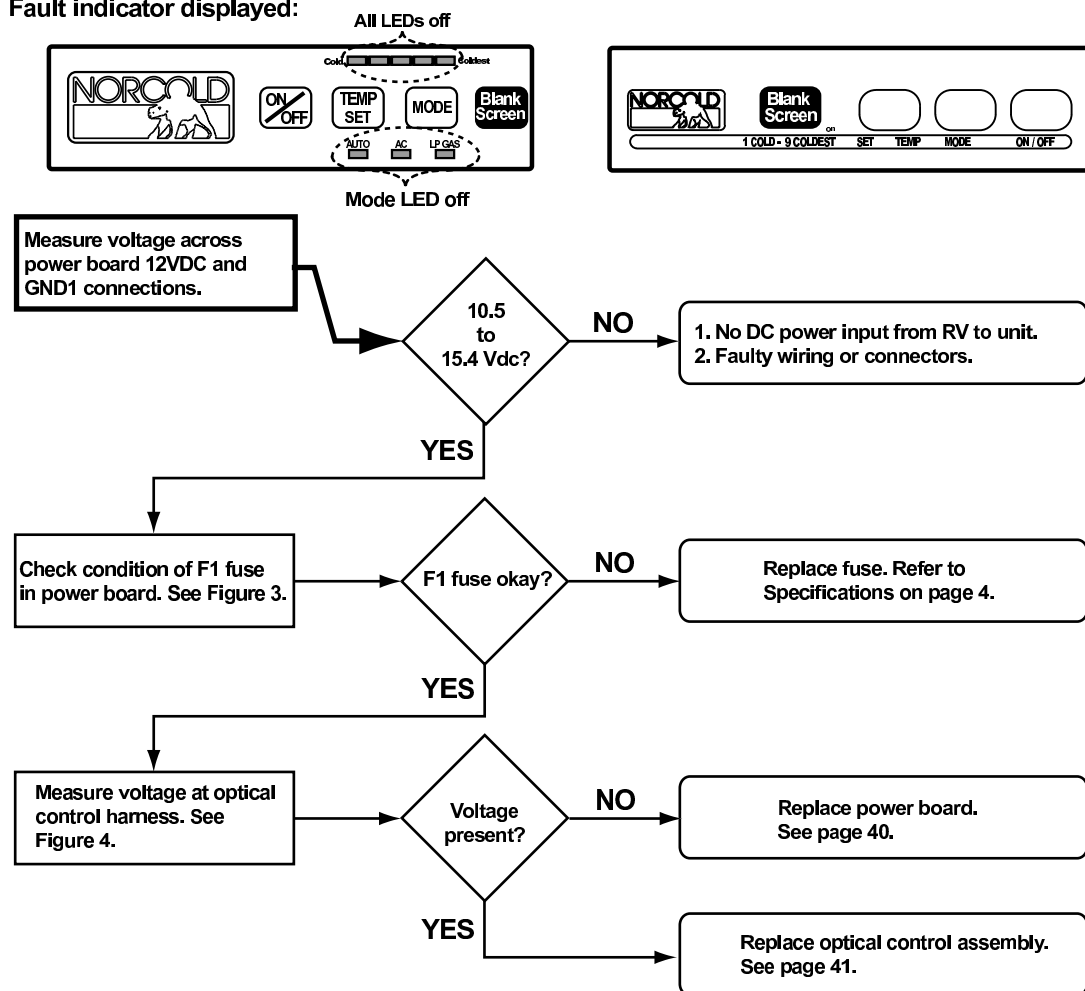 Fault indicator displayed:
All LEDs off
Cold
Coldest
NORCOLD
ON/OFF
TEMP
SET
MODE
Blank
Screen
AUTO
AC
LP GAS
Mode LED off
NORCOLD
Blank
Screen
on
1 COLD - 9 COLDEST
SET
TEMP
MODE
ON / OFF
Measure voltage across
power board 12VDC and
GND1 connections.
10.5
to
15.4 Vdc?
NO
1. No DC power input from RV to unit.
2. Faulty wiring or connectors.
YES
Check condition of F1 fuse
in power board. See Figure 3.
F1 fuse okay?
NO
Replace fuse. Refer to
Specifications on page 4.
YES
Measure voltage at optical
control harness. See
Figure 4.
Voltage
present?
NO
Replace power board.
See page 40.
YES
Replace optical control assembly.
See page 41.